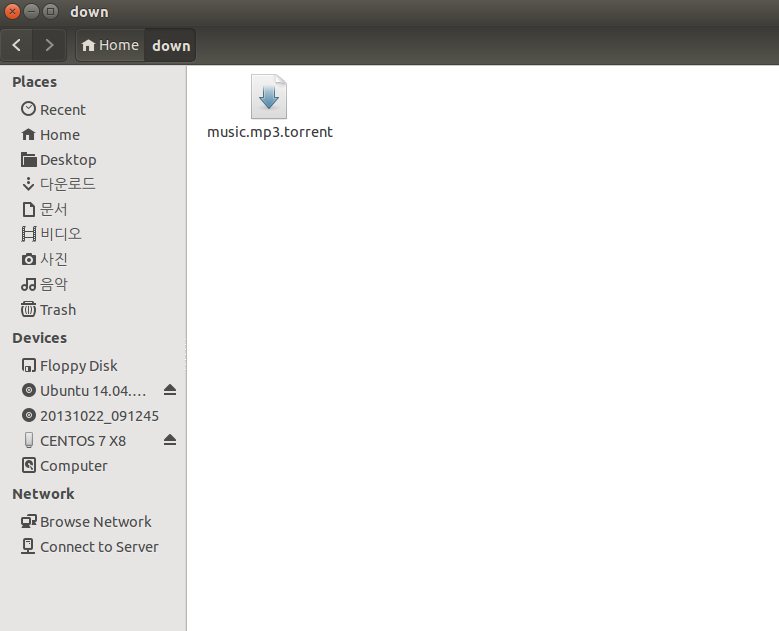 down
Home
down
Places
Recent
Home
Desktop
다운로드
문서
비디오
사진
음악
Trash
Devices
Floppy Disk
Ubuntu 14.04....
20131022_091245
CENTOS 7 X8
Computer
Network
Browse Network
Connect to Server
music.mp3.torrent